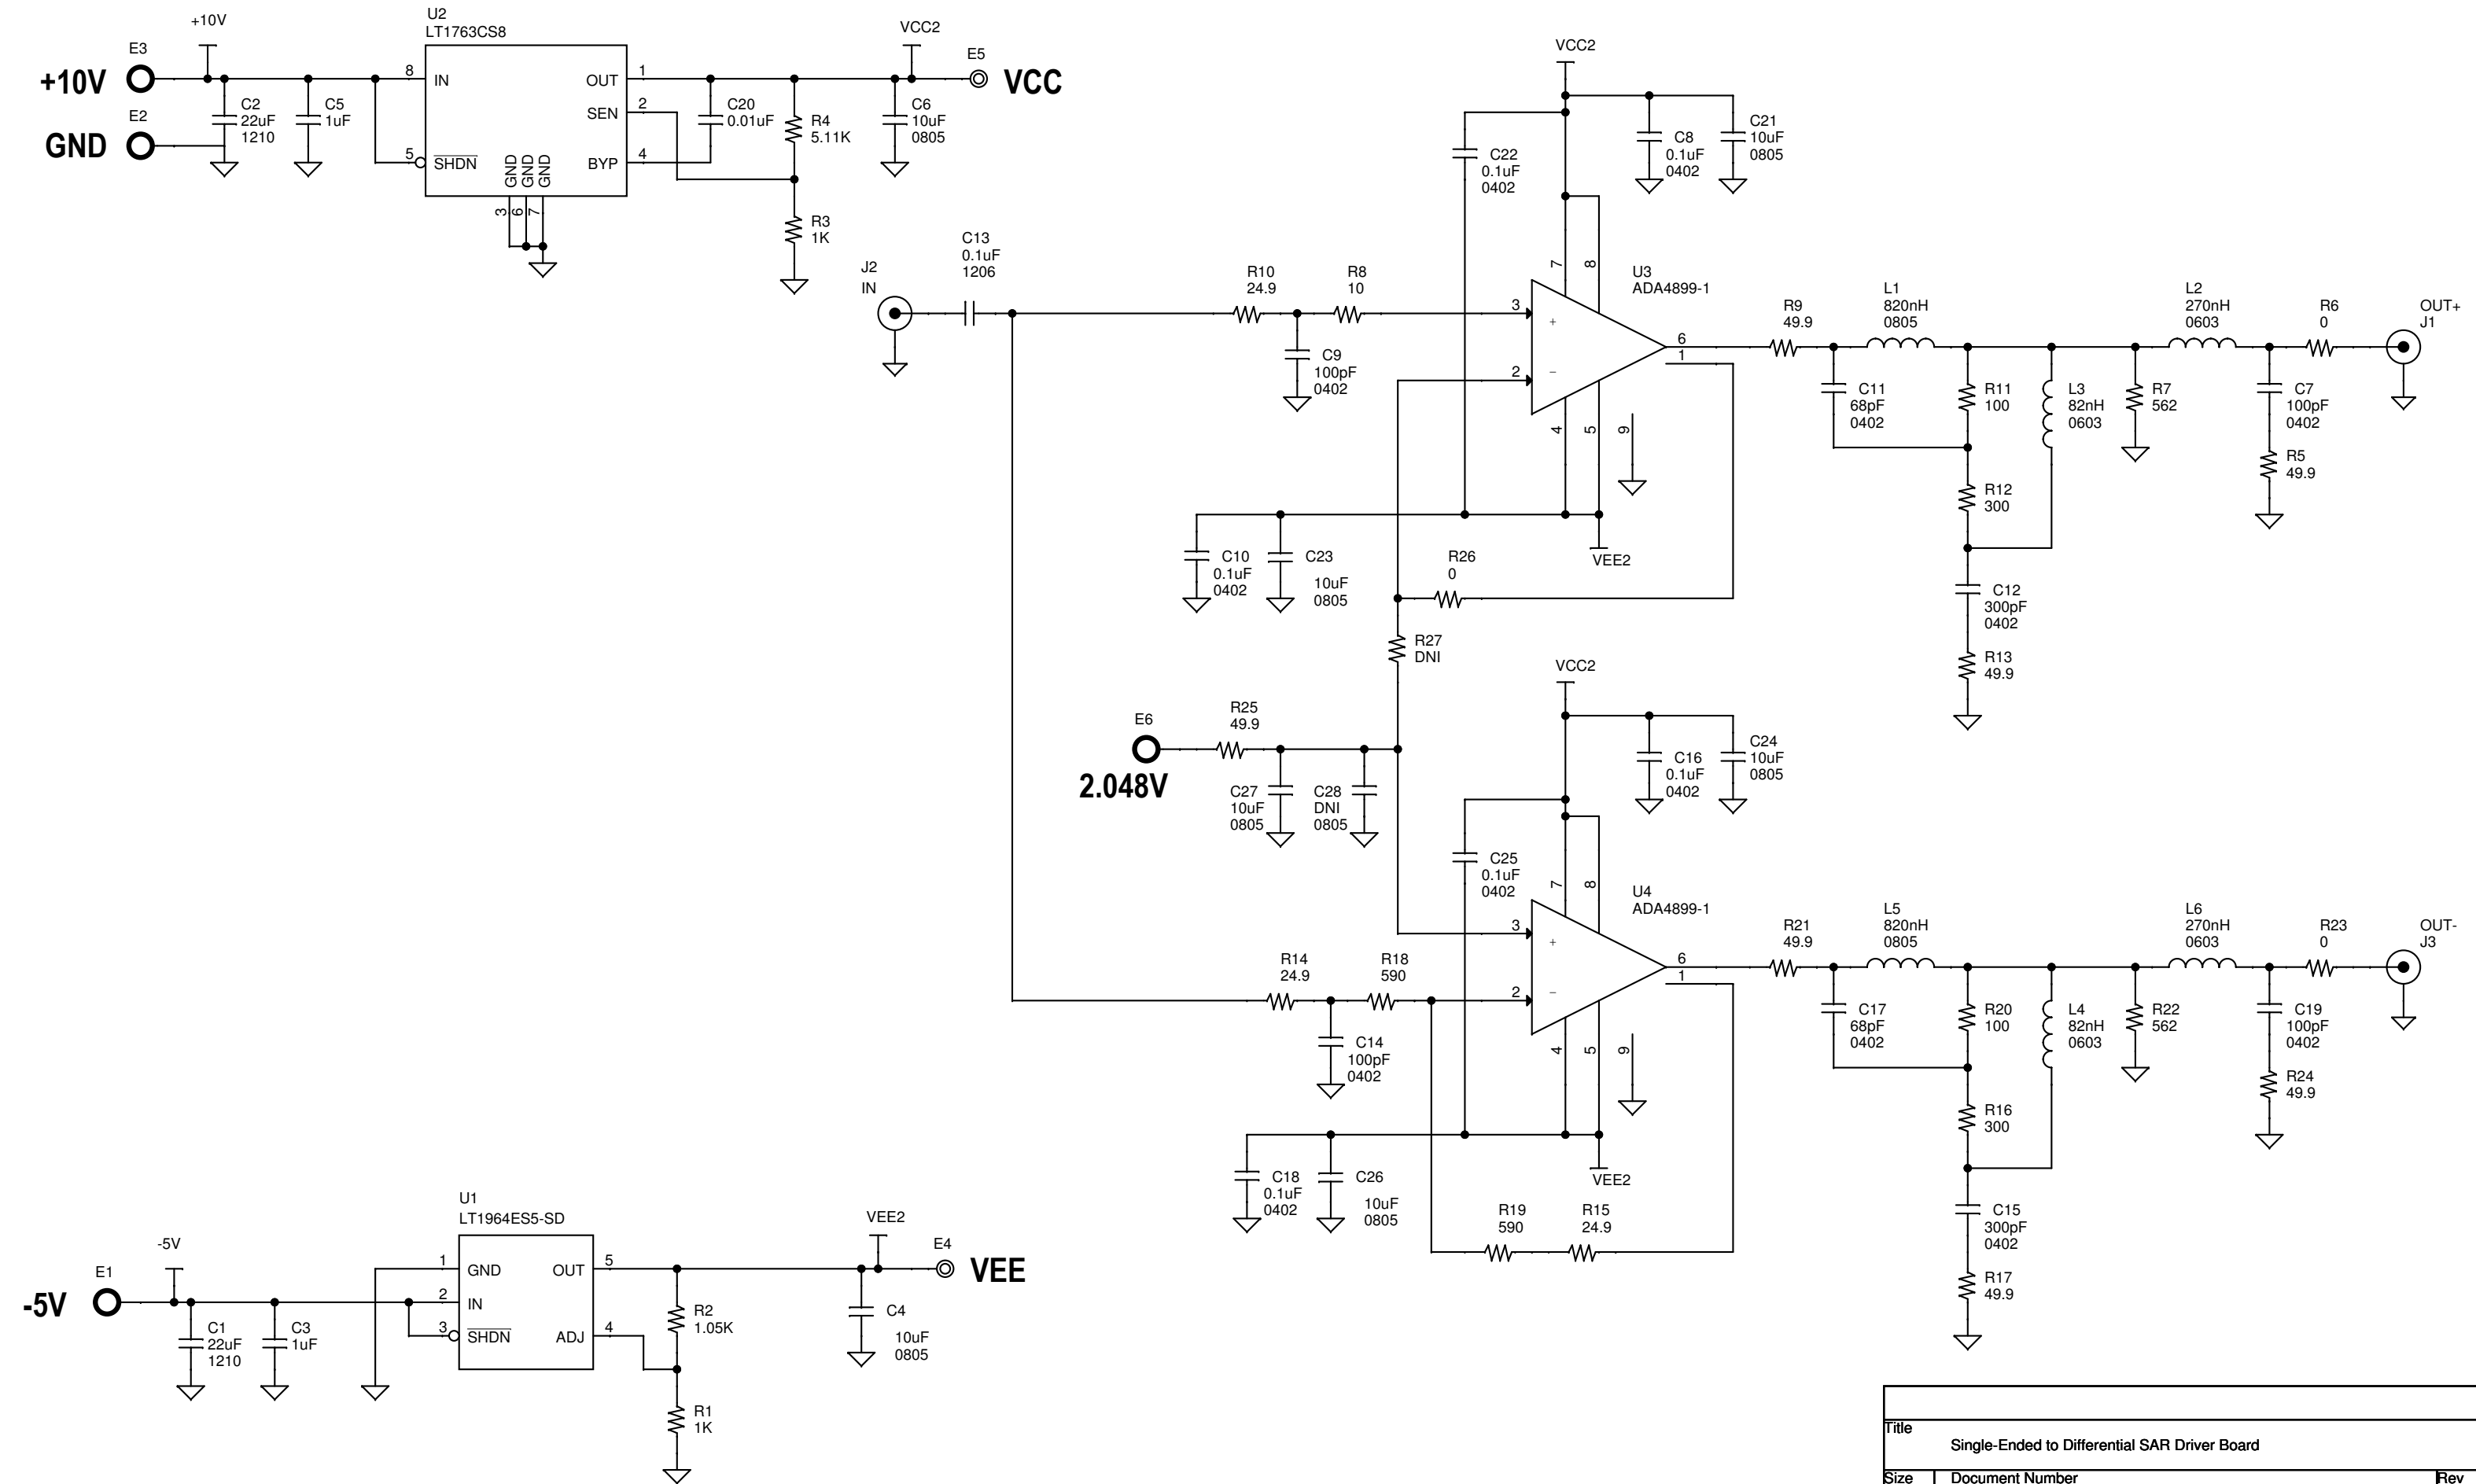 U2
LT1763CS8
+10V
E3
+10V
E2
GND
C2
22uF
1210
C5
1uF
8
IN
5
SHDN
GND
GND
GND
3
6
7
OUT
1
SEN
2
BYP
4
C20
0.01uF
R4
5.11K
R3
1K
C6
10uF
0805
VCC2
E5
VCC
J2
IN
C13
0.1uF
1206
R10
24.9
R8
10
C9
100pF
0402
VCC2
C22
0.1uF
0402
C8
0.1uF
0402
C21
10uF
0805
U3
ADA4899-1
7
8
3
+
2
−
6
1
4
5
9
C10
0.1uF
0402
C23
10uF
0805
VEE2
R26
0
R27
DNI
R9
49.9
L1
820nH
0805
C11
68pF
0402
R11
100
L3
82nH
0603
R7
562
L2
270nH
0603
C7
100pF
0402
R5
49.9
R6
0
OUT+
J1
R12
300
C12
300pF
0402
R13
49.9
E6
2.048V
R25
49.9
C27
10uF
0805
C28
DNI
0805
VCC2
C16
0.1uF
0402
C24
10uF
0805
C25
0.1uF
0402
U4
ADA4899-1
7
8
3
+
2
−
6
1
4
5
9
R14
24.9
R18
590
C14
100pF
0402
C18
0.1uF
0402
C26
10uF
0805
VEE2
R19
590
R15
24.9
R21
49.9
L5
820nH
0805
C17
68pF
0402
R20
100
L4
82nH
0603
R22
562
L6
270nH
0603
C19
100pF
0402
R24
49.9
R23
0
OUT-
J3
R16
300
C15
300pF
0402
R17
49.9
U1
LT1964ES5-SD
-5V
E1
-5V
C1
22uF
1210
C3
1uF
1
GND
2
IN
3
SHDN
OUT
5
ADJ
4
R2
1.05K
R1
1K
C4
10uF
0805
VEE2
E4
VEE
Title
Single-Ended to Differential SAR Driver Board
Size
Document Number
Rev